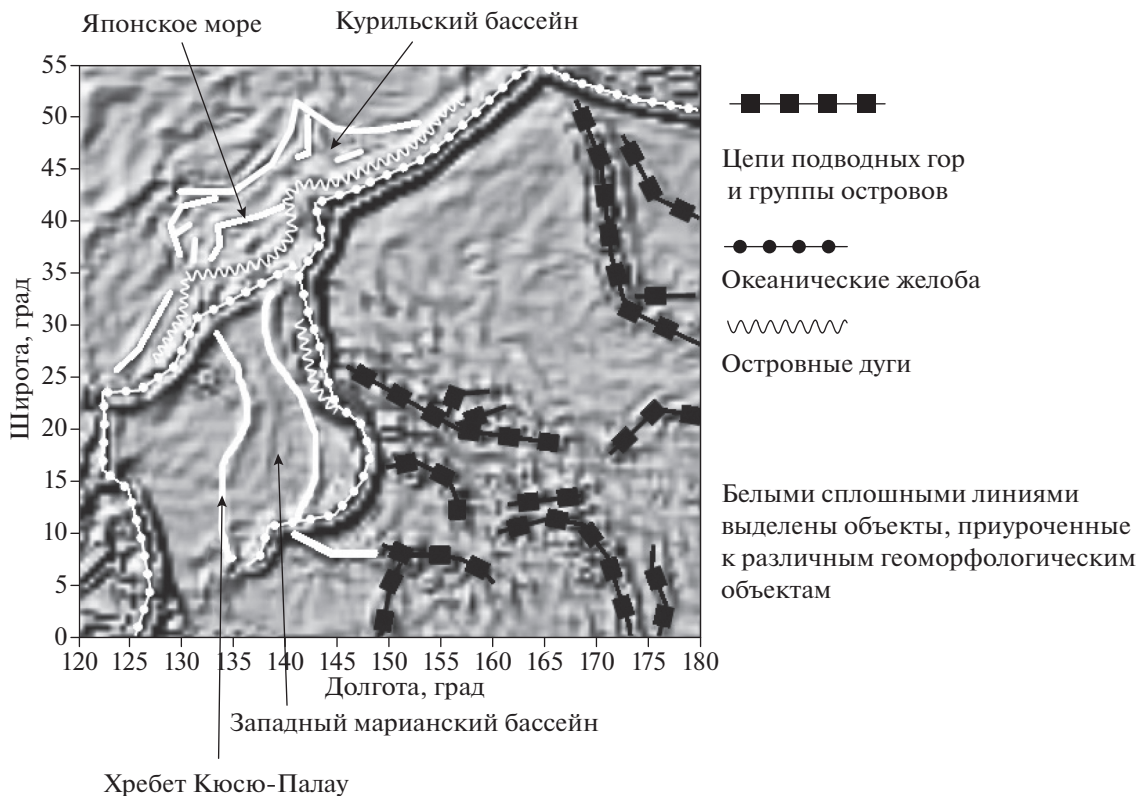 Японское море
Курильский бассейн
55
50
45
40
35
30
25
20
15
10
5
0
Широта, град
120 125 130 135 140 145 150 155 160 165 170 175 180
Долгота, град
Западный марианский бассейн
Хребет Кюсю-Палау
Цепи подводных гор
и группы островов
Океанические желоба
Островные дуги
Белыми сплошными линиями
выделены объекты, приуроченные
к различным геоморфологическим
объектам